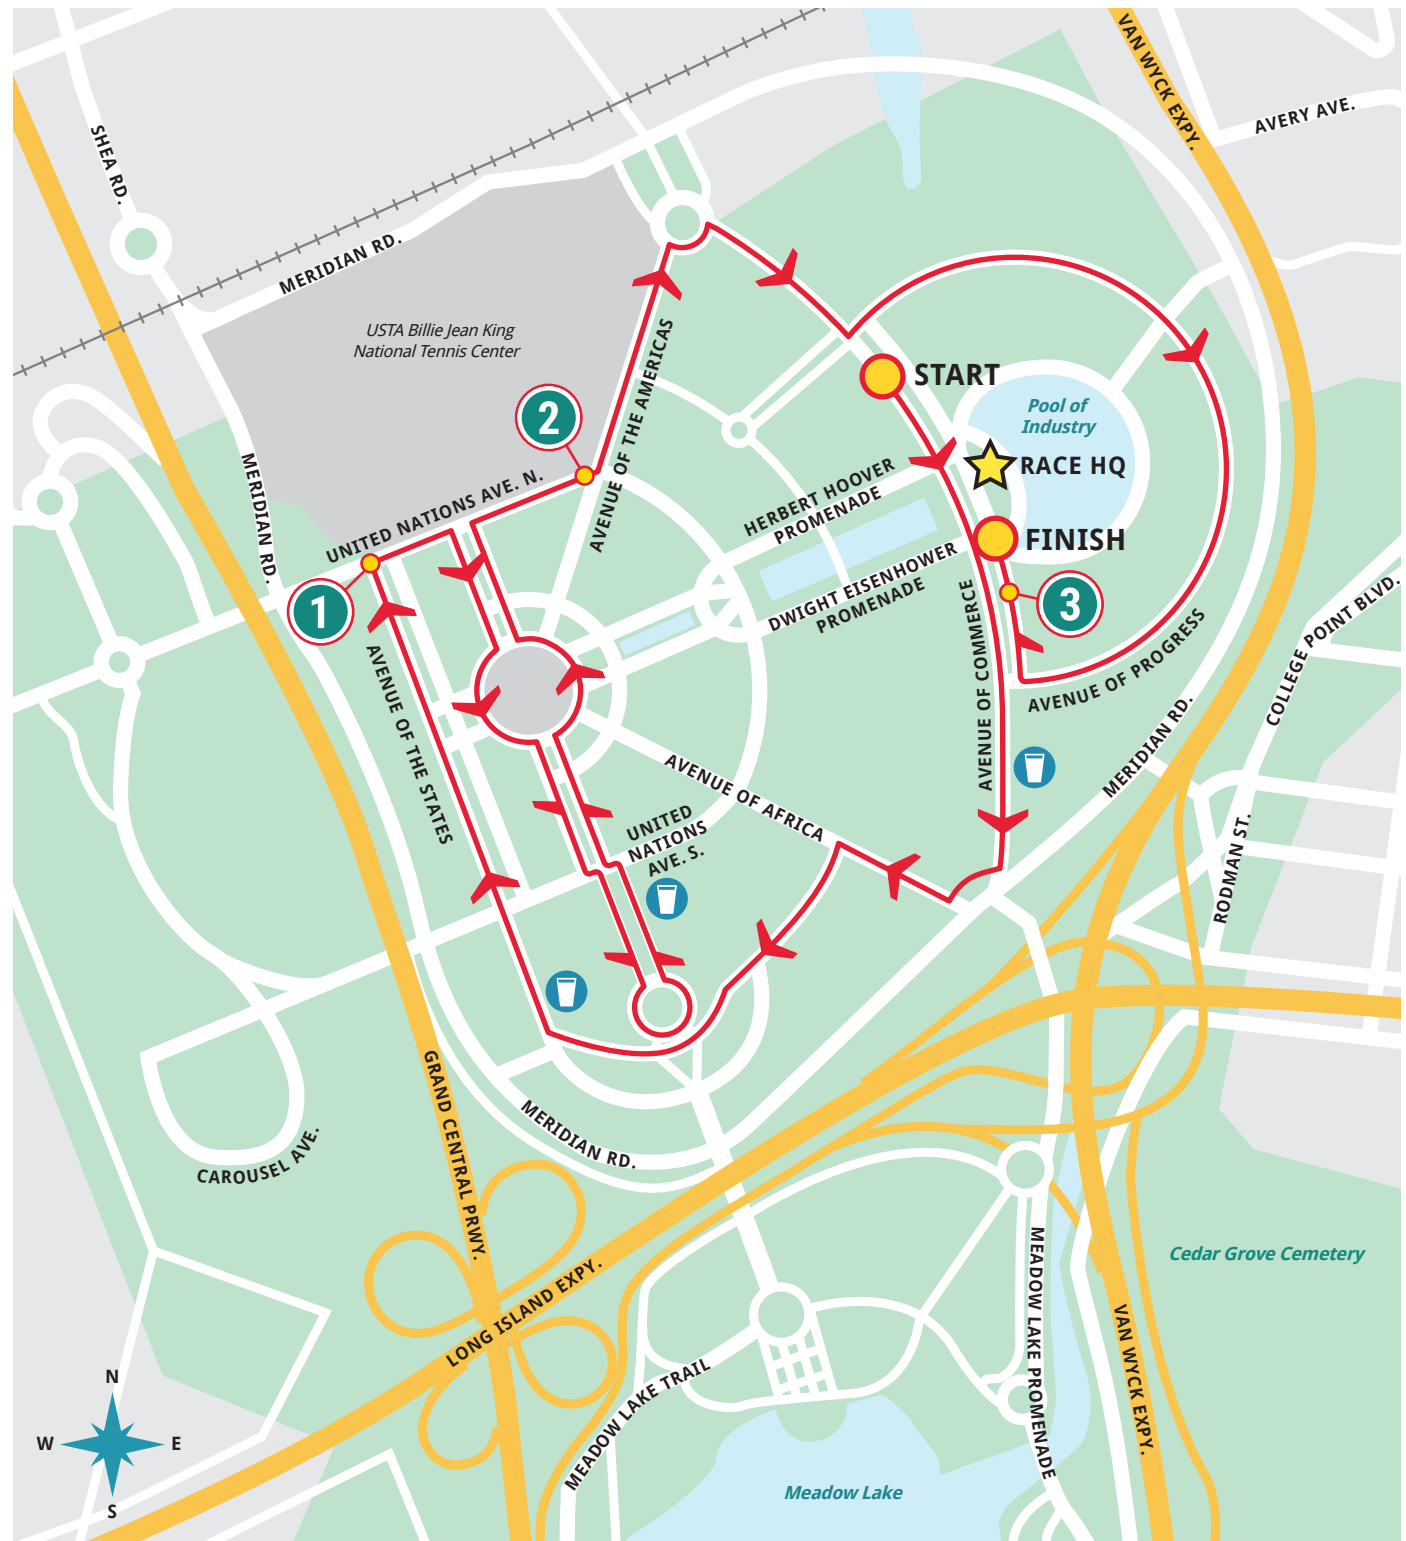 VAN WYCK EXPY.
AVERY AVE.
SHEA RD.
MERIDIAN RD.
USTA Billie Jean King
National Tennis Center
AVENUE OF THE AMERICAS
START
Pool of
Industry
2
RACE HQ
HERBERT HOOVER
PROMENADE
UNITED NATIONS AVE. N.
MERIDIAN RD.
FINISH
DWIGHT EISENHOWER
PROMENADE
1
3
COLLEGE POINT BLVD.
AVENUE OF COMMERCE
AVENUE OF PROGRESS
AVENUE OF THE STATES
MERIDIAN RD.
AVENUE OF AFRICA
UNITED
NATIONS
AVE. S.
RODMAN ST.
GRAND CENTRAL PRWY.
MERIDIAN RD.
CAROUSEL AVE.
Cedar Grove Cemetery
LONG ISLAND EXPY.
MEADOW LAKE PROMENADE
VAN WYCK EXPY.
MEADOW LAKE TRAIL
N
W
E
S
Meadow Lake